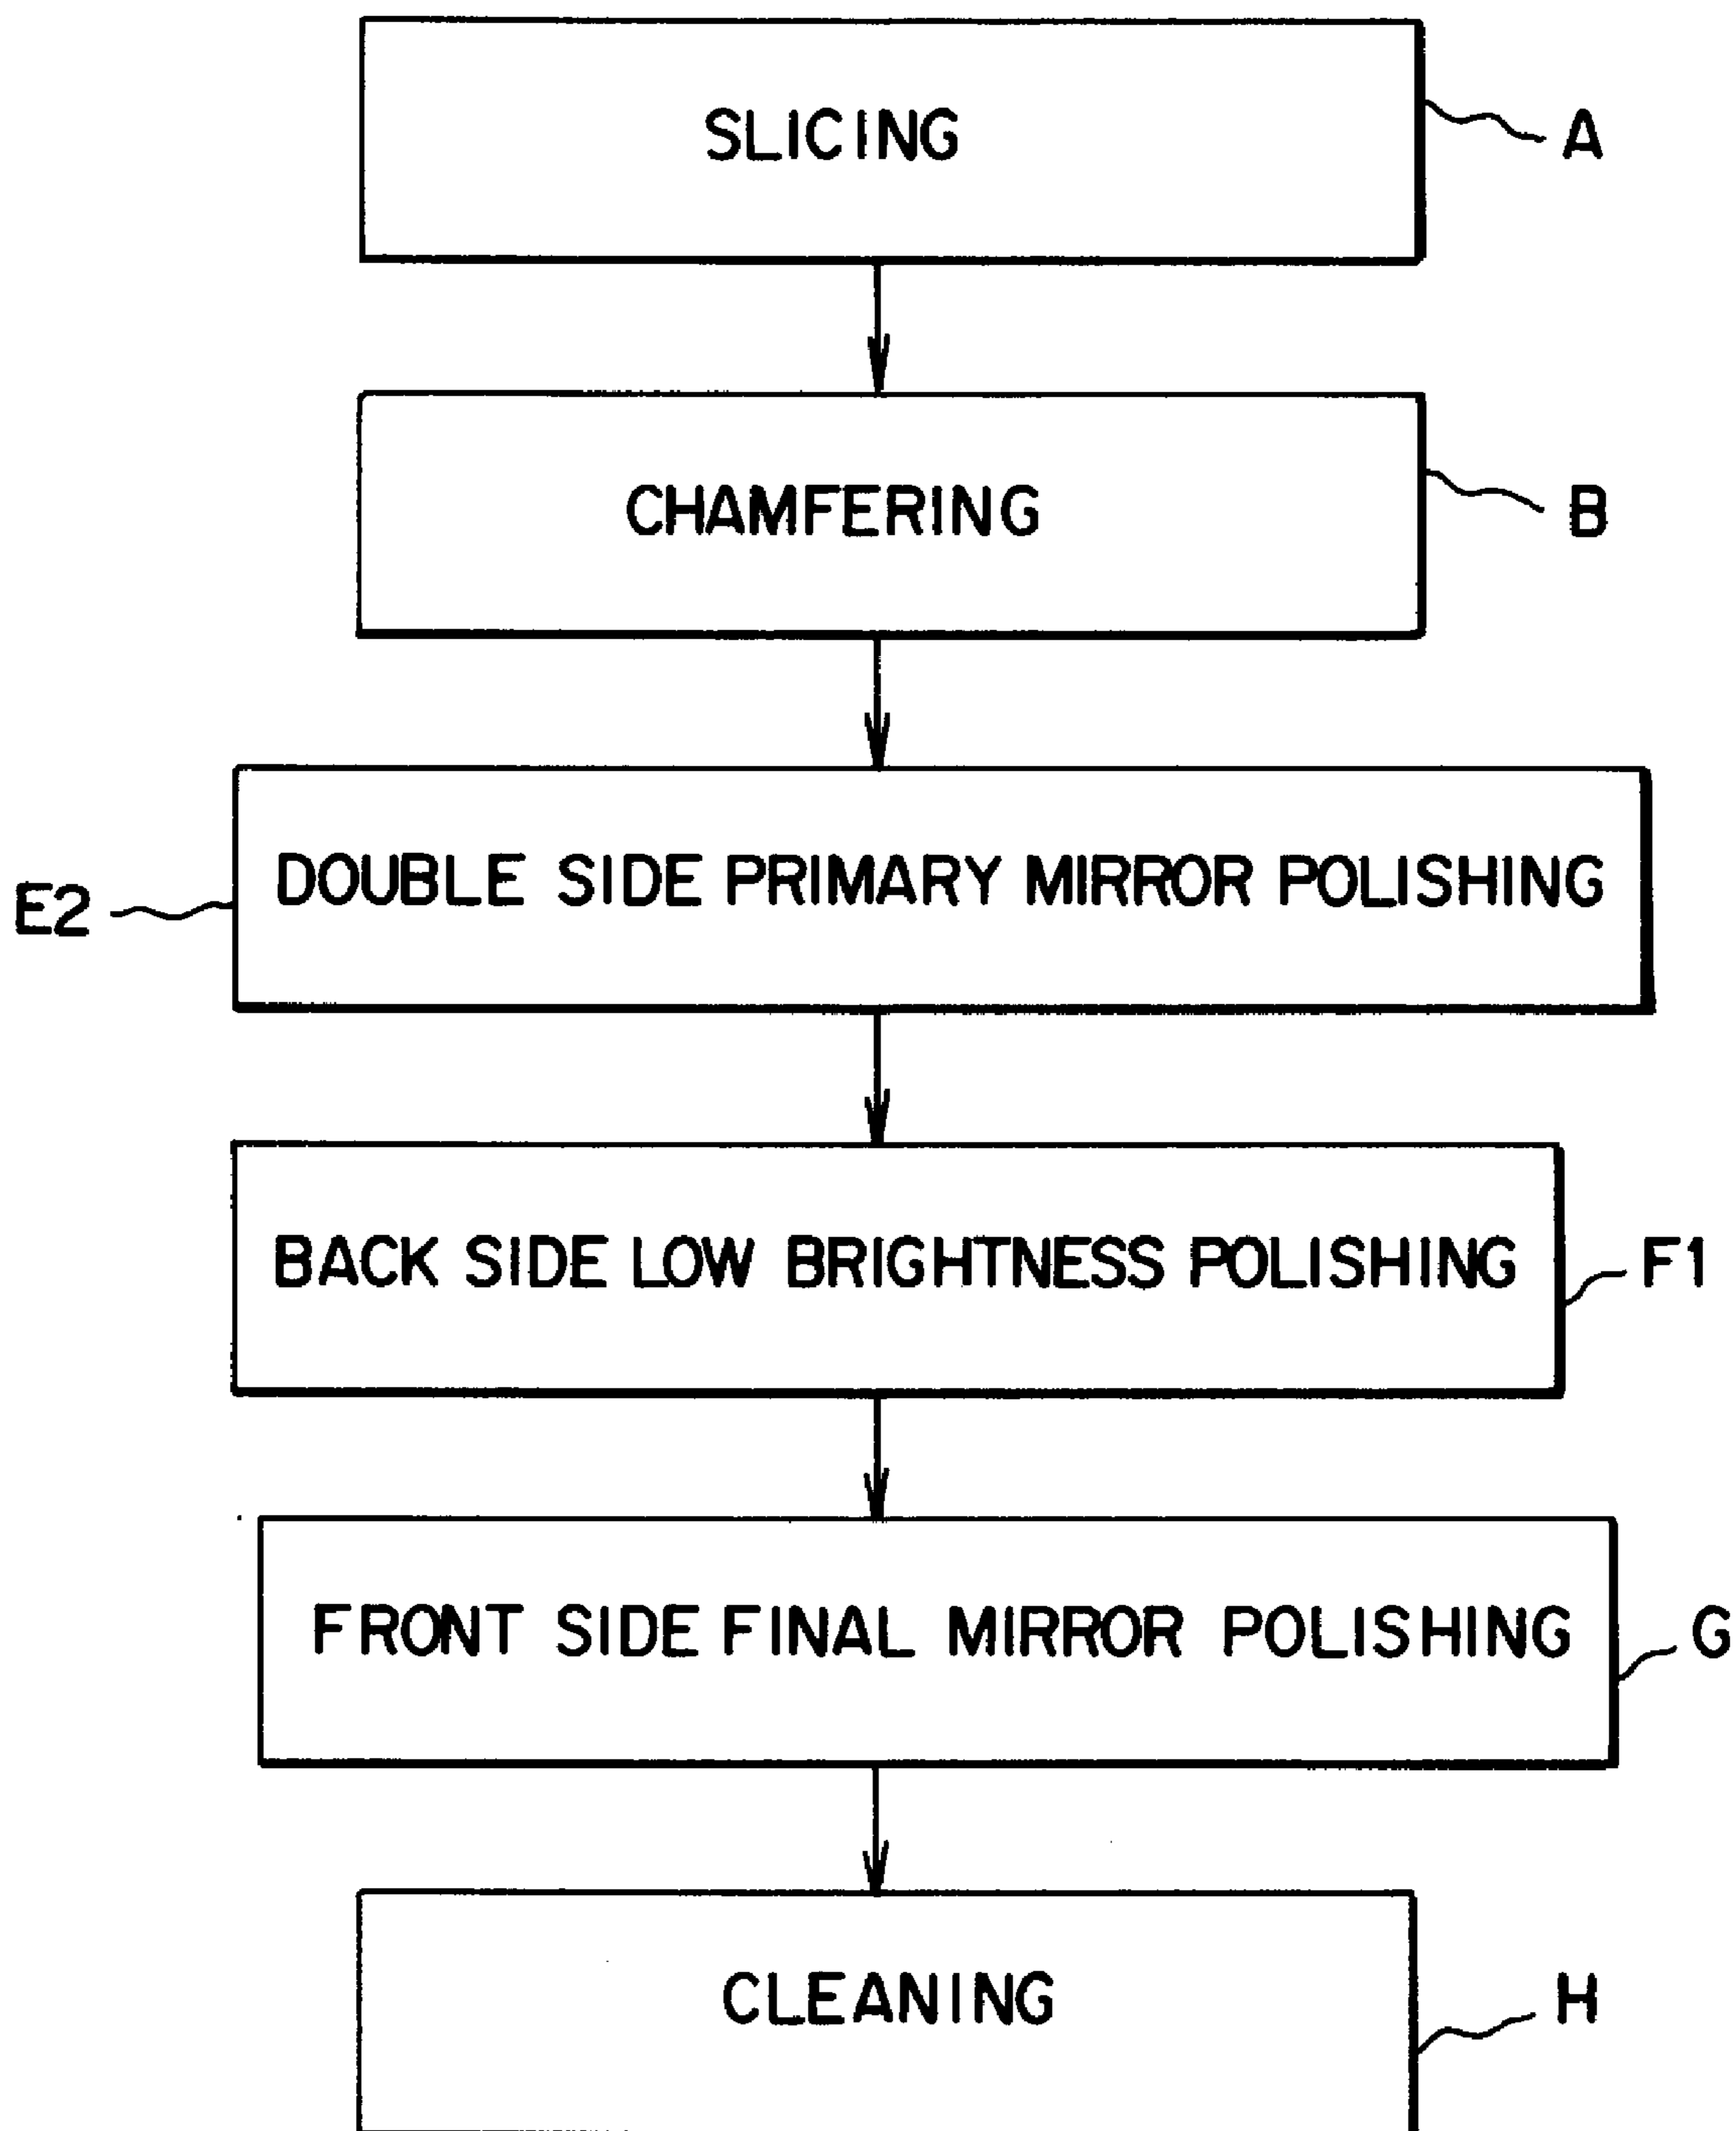 SLICING
A
CHAMFERING
B
DOUBLE SIDE PRIMARY MIRROR POLISHING
E2
BACK SIDE LOW BRIGHTNESS POLISHING
F1
FRONT SIDE FINAL MIRROR POLISHING
G
CLEANING
H